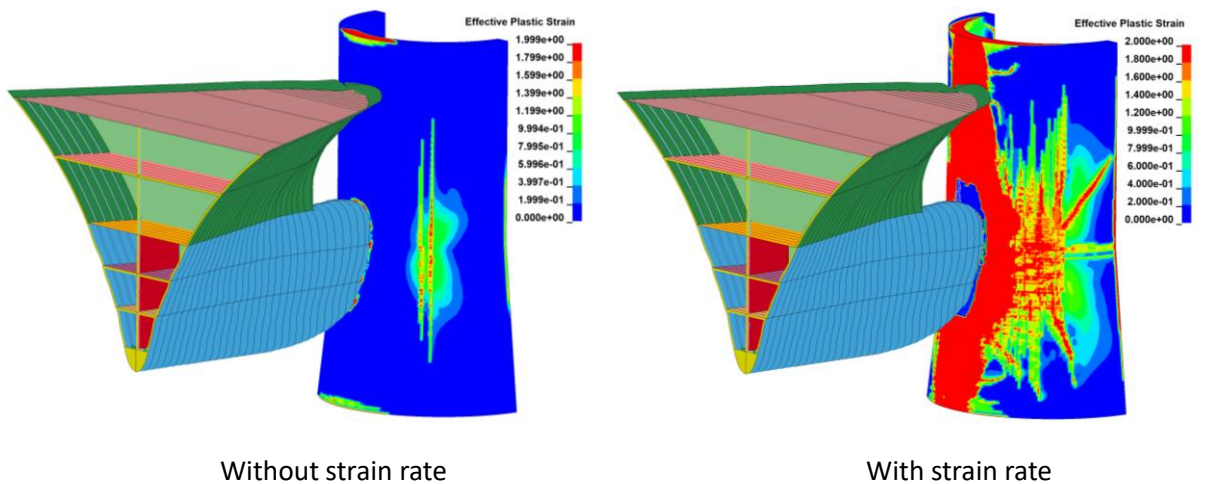 Effective Plastic Strain
1.999e+00
1.799e+00
1.599e+00
1.399e+00
1.199e+00
9.994e-01
7.995e-01
5.996e-01
3.997e-01
1.999e-01
0.000e+00
Effective Plastic Strain
2.000e+00
1.800e+00
1.600e+00
1.400e+00
1.200e+00
9.999e-01
7.999e-01
6.000e-01
4.000e-01
2.000e-01
0.000e+00
Without strain rate
With strain rate